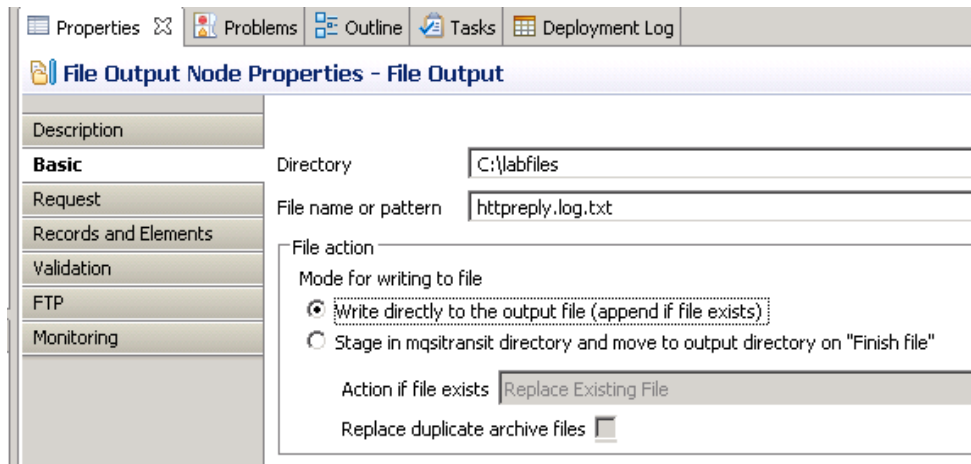 Properties Problems Outline Tasks Deployment Log
File Output Node Properties - File Output
Description
Basic
Request
Records and Elements
Validation
FTP
Monitoring
Directory C:\labfiles
File name or pattern httpreply.log.txt
File action
Mode for writing to file
Write directly to the output file (append if file exists)
Stage in mqsitransit directory and move to output directory on "Finish file"
Action if file exists Replace Existing File
Replace duplicate archive files